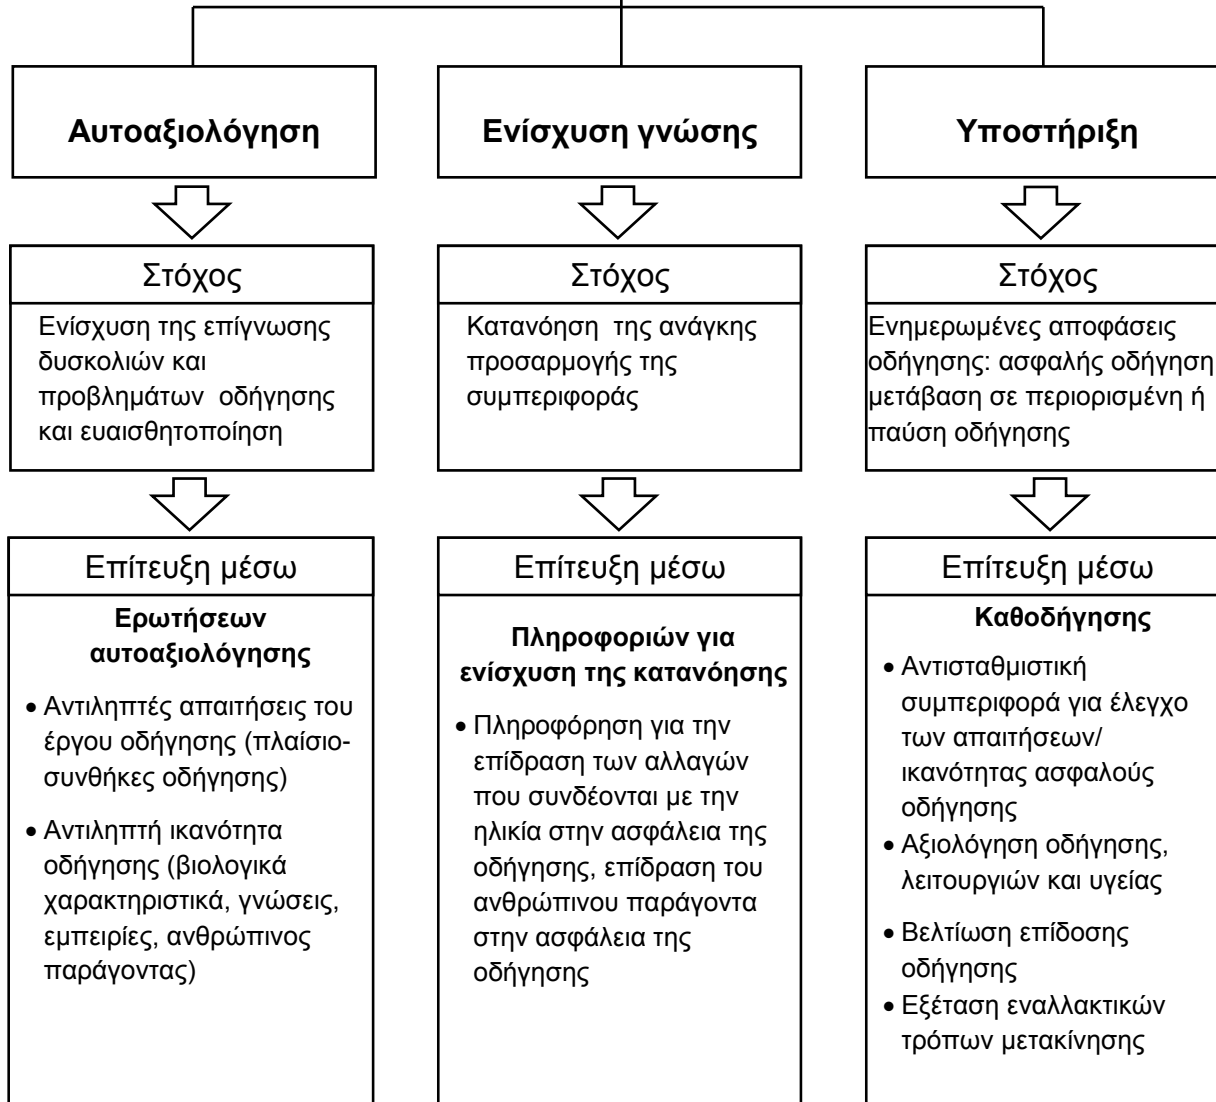 Αυτοαξιολόγηση
Στόχος
Ενίσχυση της επίγνωσης
δυσκολιών και
προβλημάτων οδήγησης
και ευαισθητοποίηση
Επίτευξη μέσω
Ερωτήσεων
αυτοαξιολόγησης
• Αντιληπτές απαιτήσεις του
έργου οδήγησης (πλαίσιο-
συνθήκες οδήγησης)
• Αντιληπτή ικανότητα
οδήγησης (βιολογικά
χαρακτηριστικά, γνώσεις,
εμπειρίες, ανθρώπινος
παράγοντας)
Ενίσχυση γνώσης
Στόχος
Κατανόηση της ανάγκης
προσαρμογής της
συμπεριφοράς
Επίτευξη μέσω
Πληροφοριών για
ενίσχυση της κατανόησης
• Πληροφόρηση για την
επίδραση των αλλαγών
που συνδέονται με την
ηλικία στην ασφάλεια της
οδήγησης, επίδραση του
ανθρώπινου παράγοντα
στην ασφάλεια της
οδήγησης
Υποστήριξη
Στόχος
Ενημερωμένες αποφάσεις
οδήγησης: ασφαλής οδήγηση
μετάβαση σε περιορισμένη ή
παύση οδήγησης
Επίτευξη μέσω
Καθοδήγησης
• Αντισταθμιστική
συμπεριφορά για έλεγχο
των απαιτήσεων/
ικανότητας ασφαλούς
οδήγησης
• Αξιολόγηση οδήγησης,
λειτουργιών και υγείας
• Βελτίωση επίδοσης
οδήγησης
• Εξέταση εναλλακτικών
τρόπων μετακίνησης